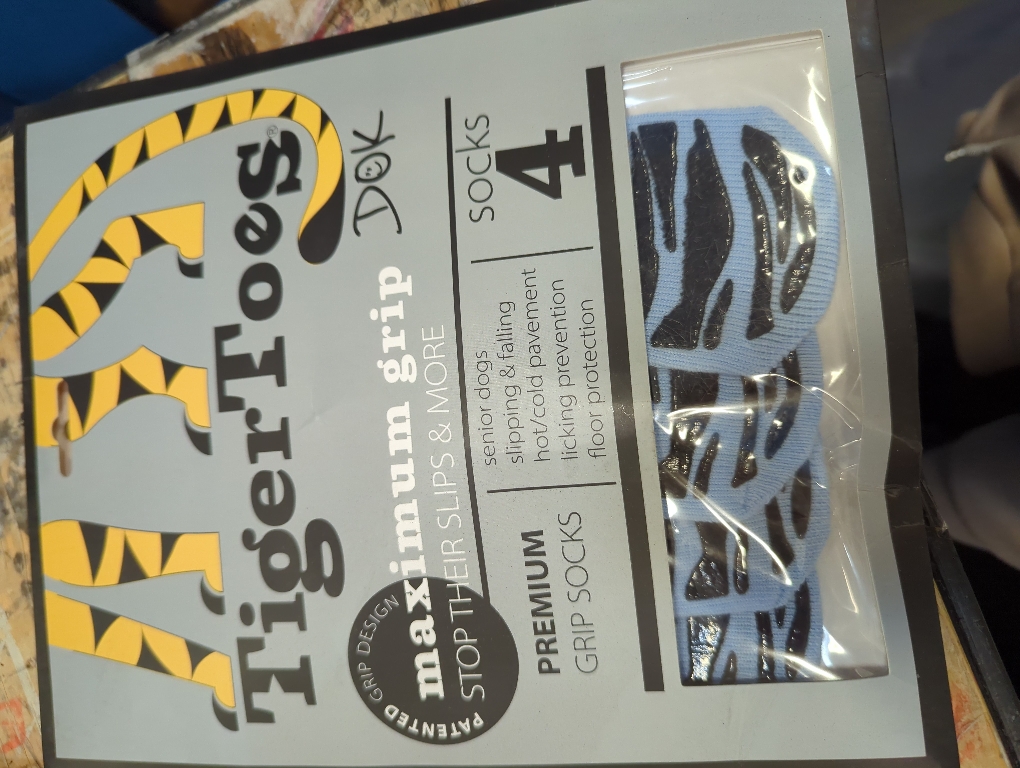 TigerToes®
DOK
maximum grip
STOP THEIR SLIPS & MORE
PATENTED GRIP DESIGN
PREMIUM
GRIP SOCKS
senior dogs
slipping & falling
hot/cold pavement
licking prevention
floor protection
SOCKS
4